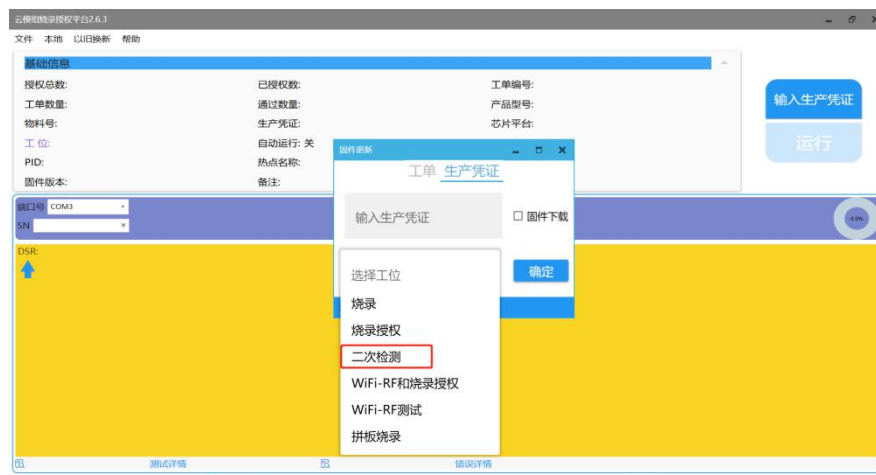 云模组烧录授权平台2.6.3
文件 本地 以旧换新 帮助
基础信息
授权总数: 已授权数: 工单编号:
工单数量: 通过数量: 产品型号:
物料号: 生产凭证: 芯片平台:
工 位: 自动运行: 关
PID: 热点名称:
固件版本: 备注:
输入生产凭证
运行
端口号 COM3
SN
0.0%
DSR:
固件更新
工单 生产凭证
输入生产凭证 固件下载
确定
选择工位
烧录
烧录授权
二次检测
WiFi-RF和烧录授权
WiFi-RF测试
拼板烧录
测试详情 错误详情